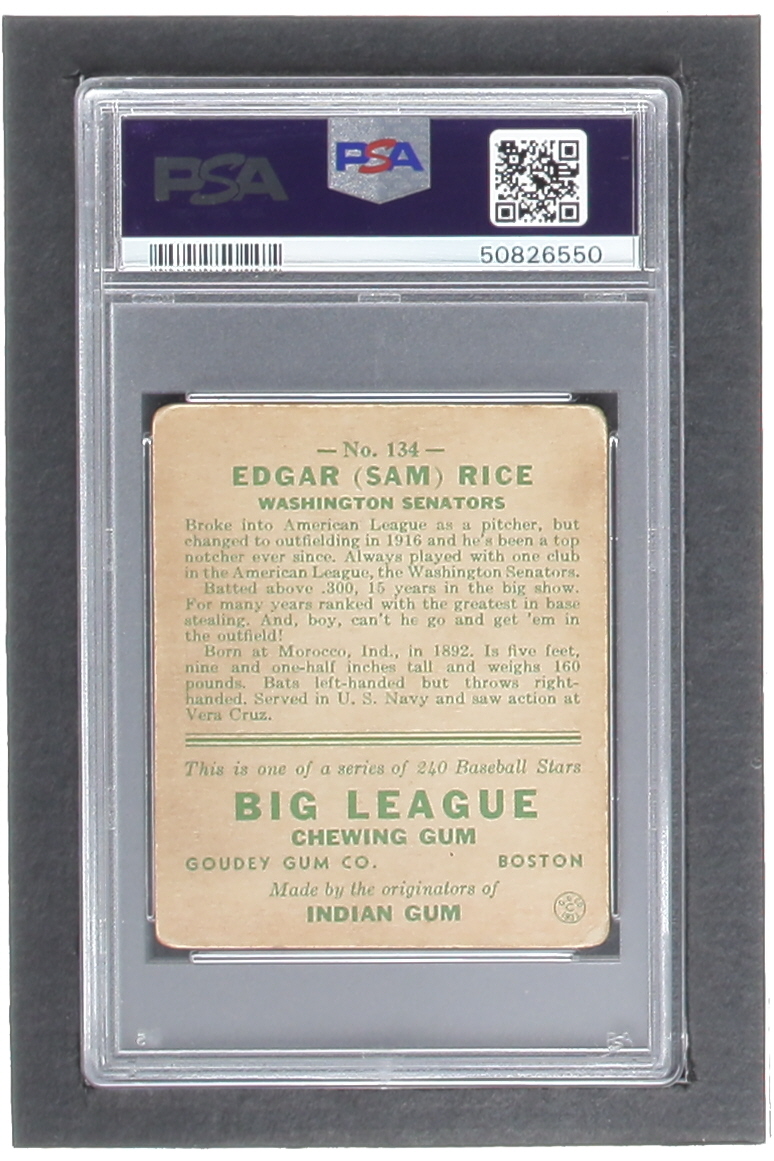 PSA
PSA
50826550
— No. 134 —
EDGAR (SAM) RICE
WASHINGTON SENATORS
Broke into American League as a pitcher, but
changed to outfielding in 1916 and he's been a top
notcher ever since. Always played with one club
in the American League, the Washington Senators.
Batted above .300, 15 years in the big show.
For many years ranked with the greatest in base
stealing. And, boy, can't he go and get 'em in
the outfield!
Born at Morocco, Ind., in 1892. Is five feet,
nine and one-half inches tall and weighs 160
pounds. Bats left-handed but throws right-
handed. Served in U. S. Navy and saw action at
Vera Cruz.
This is one of a series of 240 Baseball Stars
BIG LEAGUE
CHEWING GUM
GOUDEY GUM CO. BOSTON
Made by the originators of
INDIAN GUM